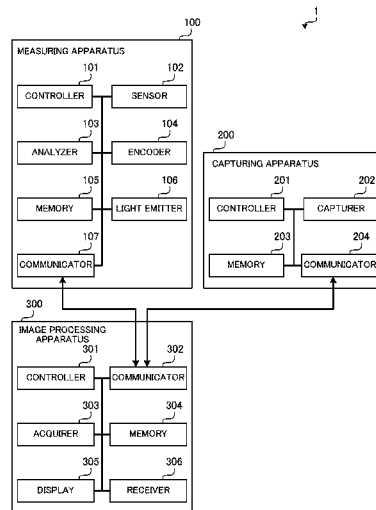 1
100
MEASURING APPARATUS
101
102
CONTROLLER
SENSOR
103
104
ANALYZER
ENCODER
105
106
MEMORY
LIGHT EMITTER
107
COMMUNICATOR
200
CAPTURING APPARATUS
201
202
CONTROLLER
CAPTURER
203
204
MEMORY
COMMUNICATOR
300
IMAGE PROCESSING
APPARATUS
301
302
CONTROLLER
COMMUNICATOR
303
304
ACQUIRER
MEMORY
305
306
DISPLAY
RECEIVER